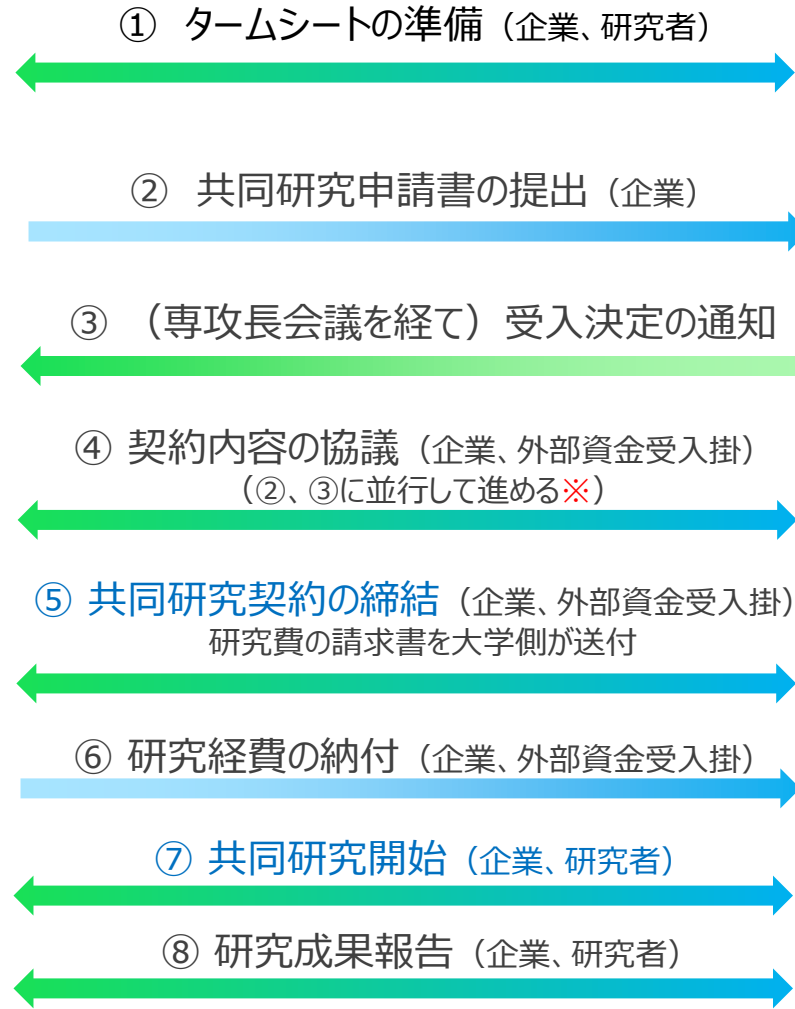 ① タームシートの準備（企業、研究者）
② 共同研究申請書の提出（企業）
③ （専攻長会議を経て）受入決定の通知
④ 契約内容の協議（企業、外部資金受入掛）
（②、③に並行して進める※）
⑤ 共同研究契約の締結（企業、外部資金受入掛）
研究費の請求書を大学側が送付
⑥ 研究経費の納付（企業、外部資金受入掛）
⑦ 共同研究開始（企業、研究者）
⑧ 研究成果報告（企業、研究者）